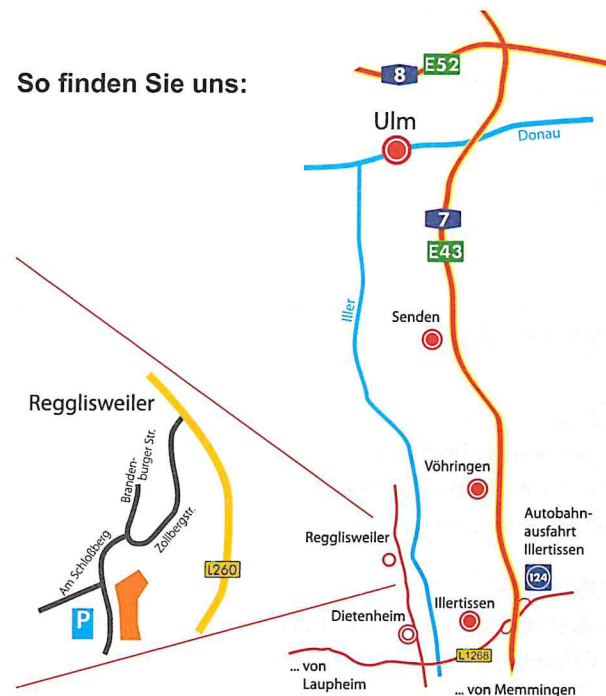 So finden Sie uns:
8
E52
Ulm
Donau
7
E43
Iller
Senden
Vöhringen
Autobahn-
ausfahrt
Illertissen
124
Regglisweiler
Dietenheim
Illertissen
L1268
... von
Laupheim
... von Memmingen
Regglisweiler
Branden-
burger Str.
Zollbergstr.
Am Schloßberg
L260
P